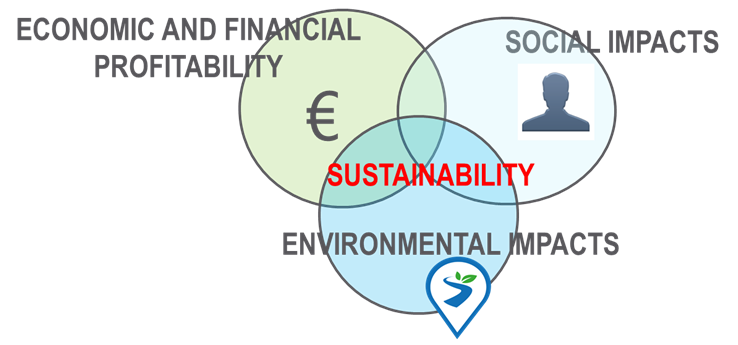 ECONOMIC AND FINANCIAL
PROFITABILITY
SOCIAL IMPACTS
€
SUSTAINABILITY
ENVIRONMENTAL IMPACTS